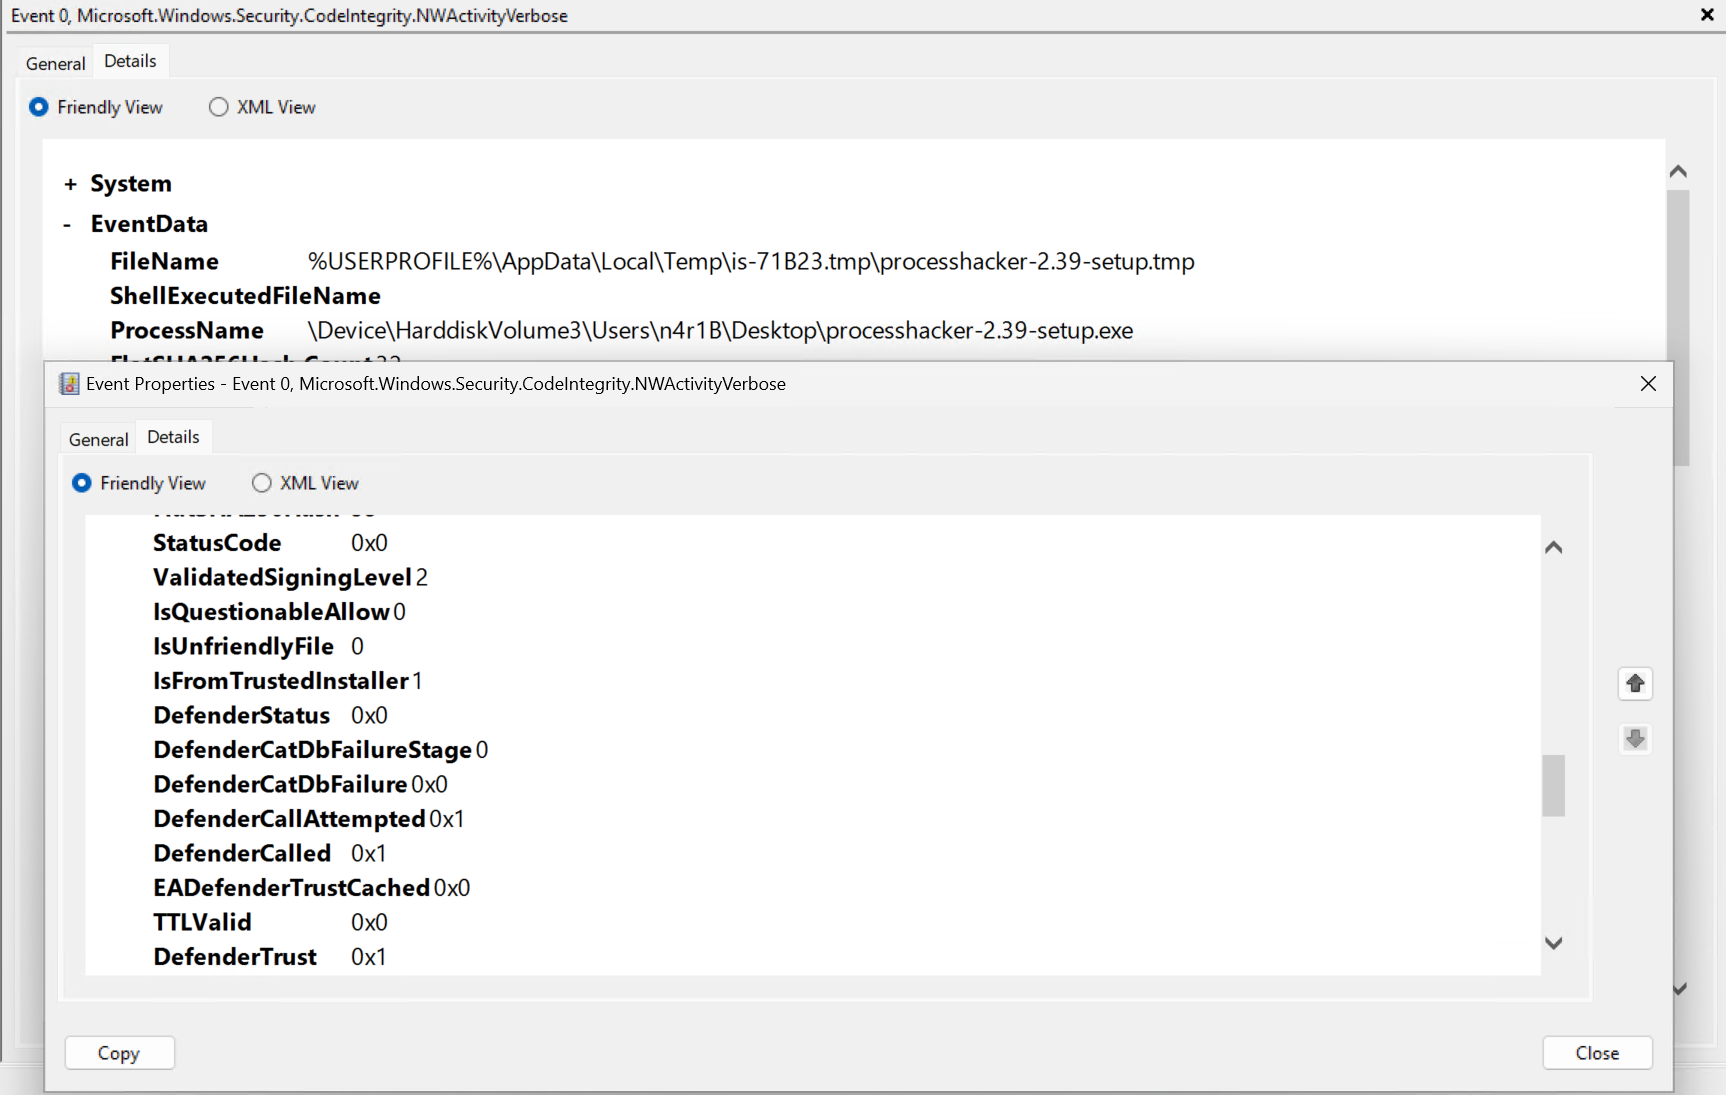 Event 0, Microsoft.Windows.Security.CodeIntegrity.NWActivityVerbose
General Details
Friendly View XML View
+ System
- EventData
FileName %USERPROFILE%\AppData\Local\Temp\is-71B23.tmp\processhacker-2.39-setup.tmp
ShellExecutedFileName
ProcessName \Device\HarddiskVolume3\Users\n4r1B\Desktop\processhacker-2.39-setup.exe
Event Properties - Event 0, Microsoft.Windows.Security.CodeIntegrity.NWActivityVerbose
General Details
Friendly View XML View
StatusCode 0x0
ValidatedSigningLevel 2
IsQuestionableAllow 0
IsUnfriendlyFile 0
IsFromTrustedInstaller 1
DefenderStatus 0x0
DefenderCatDbFailureStage 0
DefenderCatDbFailure 0x0
DefenderCallAttempted 0x1
DefenderCalled 0x1
EADefenderTrustCached 0x0
TTLValid 0x0
DefenderTrust 0x1
Copy Close